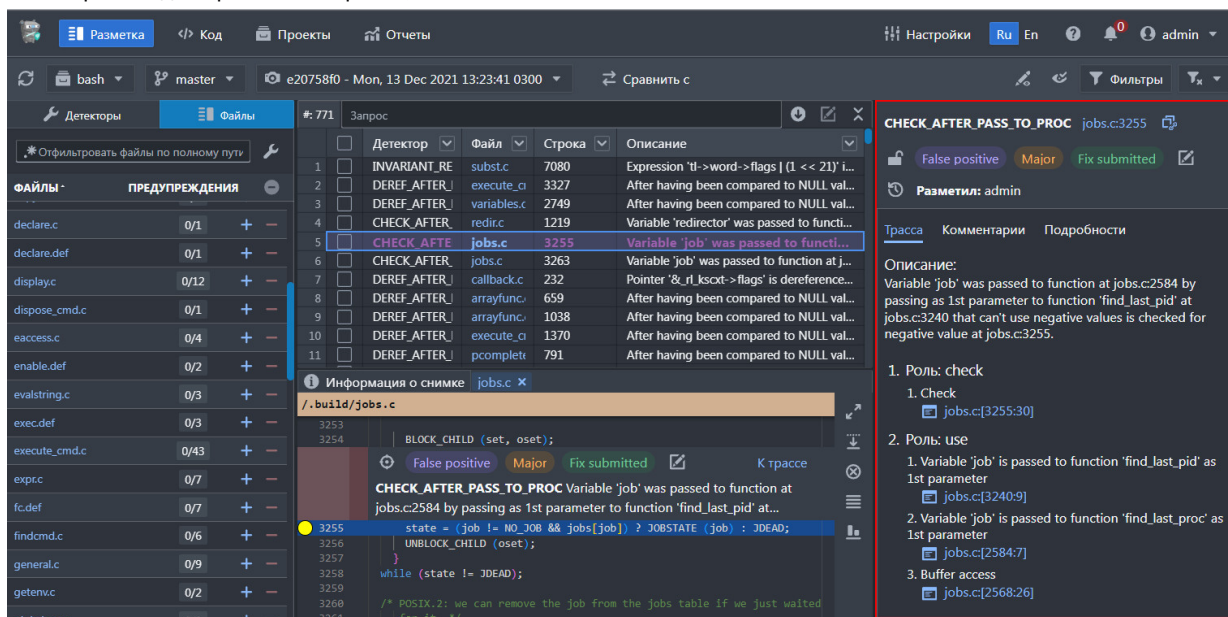 Разметка
</> Код
Проекты
Отчеты
Настройки
Ru En
0
admin
bash
master
e20758f0 - Mon, 13 Dec 2021 13:23:41 0300
Сравнить с
Фильтры
Детекторы
Файлы
.* Отфильтровать файлы по полному пути
ФАЙЛЫ ПРЕДУПРЕЖДЕНИЯ
declare.c 0/1 + −
declare.def 0/1 + −
display.c 0/12 + −
dispose_cmd.c 0/1 + −
eaccess.c 0/4 + −
enable.def 0/2 + −
evalstring.c 0/3 + −
exec.def 0/3 + −
execute_cmd.c 0/43 + −
expr.c 0/7 + −
fc.def 0/7 + −
findcmd.c 0/6 + −
general.c 0/9 + −
getenv.c 0/2 + −
#: 771 Запрос
Детектор Файл Строка Описание
1 INVARIANT_RE subst.c 7080 Expression 'tl->word->flags | (1 << 21)' i...
2 DEREF_AFTER_ execute_c 3327 After having been compared to NULL val...
3 DEREF_AFTER_ variables.c 2749 After having been compared to NULL val...
4 CHECK_AFTER_ redir.c 1219 Variable 'redirector' was passed to functi...
5 CHECK_AFTE jobs.c 3255 Variable 'job' was passed to functi...
6 CHECK_AFTER_ jobs.c 3263 Variable 'job' was passed to function at j...
7 DEREF_AFTER_ callback.c 232 Pointer '&_rl_kscxt->flags' is dereference...
8 DEREF_AFTER_ arrayfunc. 659 After having been compared to NULL val...
9 DEREF_AFTER_ arrayfunc. 1038 After having been compared to NULL val...
10 DEREF_AFTER_ execute_c 1370 After having been compared to NULL val...
11 DEREF_AFTER_ pcomplete 791 After having been compared to NULL val...
Информация о снимке jobs.c ×
/.build/jobs.c
3253
3254 BLOCK_CHILD (set, oset);
False positive Major Fix submitted К трассе
CHECK_AFTER_PASS_TO_PROC Variable 'job' was passed to function at
jobs.c:2584 by passing as 1st parameter to function 'find_last_pid' at...
3255 state = (job != NO_JOB && jobs[job]) ? JOBSTATE (job) : JDEAD;
3256 UNBLOCK_CHILD (oset);
3257 }
3258 while (state != JDEAD);
3259
3260 /* POSIX.2: we can remove the job from the jobs table if we just waited
CHECK_AFTER_PASS_TO_PROC jobs.c:3255
False positive Major Fix submitted
Разметил: admin
Трасса Комментарии Подробности
Описание:
Variable 'job' was passed to function at jobs.c:2584 by
passing as 1st parameter to function 'find_last_pid' at
jobs.c:3240 that can't use negative values is checked for
negative value at jobs.c:3255.
1. Роль: check
1. Check
jobs.c:[3255:30]
2. Роль: use
1. Variable 'job' is passed to function 'find_last_pid' as
1st parameter
jobs.c:[3240:9]
2. Variable 'job' is passed to function 'find_last_proc' as
1st parameter
jobs.c:[2584:7]
3. Buffer access
jobs.c:[2568:26]